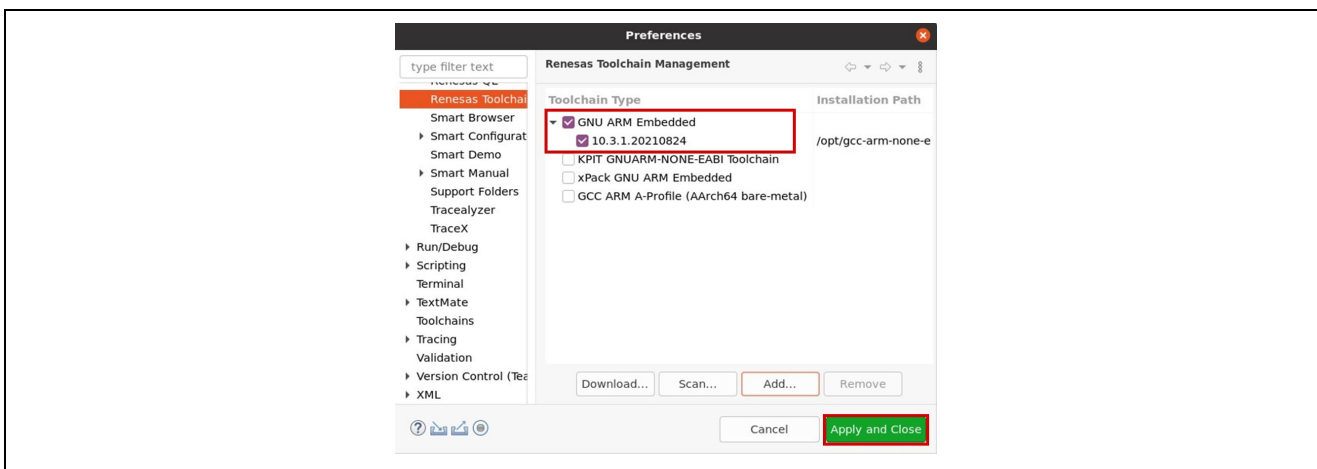 Preferences
type filter text
Renesas Toolchain Management
Renesas QE
Renesas Toolchai
Smart Browser
Smart Configurat
Smart Demo
Smart Manual
Support Folders
Tracealyzer
TraceX
Run/Debug
Scripting
Terminal
TextMate
Toolchains
Tracing
Validation
Version Control (Tea
XML
Toolchain Type
Installation Path
GNU ARM Embedded
10.3.1.20210824
/opt/gcc-arm-none-e
KPIT GNUARM-NONE-EABI Toolchain
xPack GNU ARM Embedded
GCC ARM A-Profile (AArch64 bare-metal)
Download...
Scan...
Add...
Remove
?
Cancel
Apply and Close